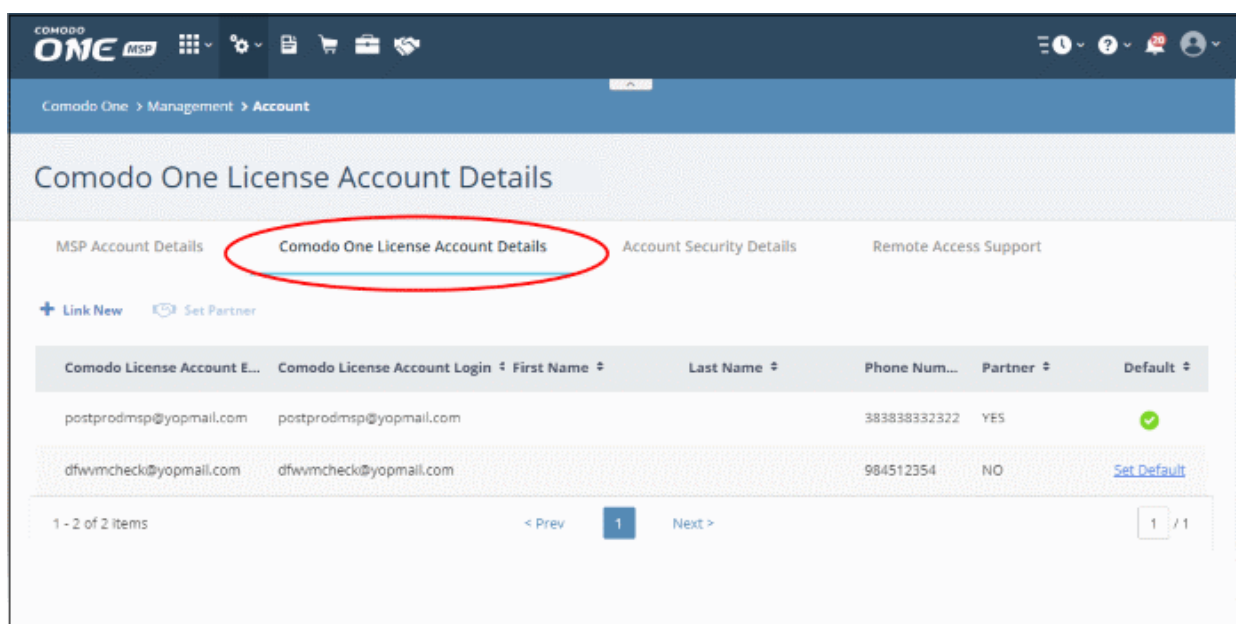 COMODO
ONE MSP
20
Comodo One > Management > Account
Comodo One License Account Details
MSP Account Details Comodo One License Account Details Account Security Details Remote Access Support
+ Link New Set Partner
Comodo License Account E... Comodo License Account Login First Name Last Name Phone Num... Partner Default
postprodmsp@yopmail.com postprodmsp@yopmail.com 383838332322 YES
dfwvmcheck@yopmail.com dfwvmcheck@yopmail.com 984512354 NO Set Default
1 - 2 of 2 items < Prev 1 Next > 1 / 1